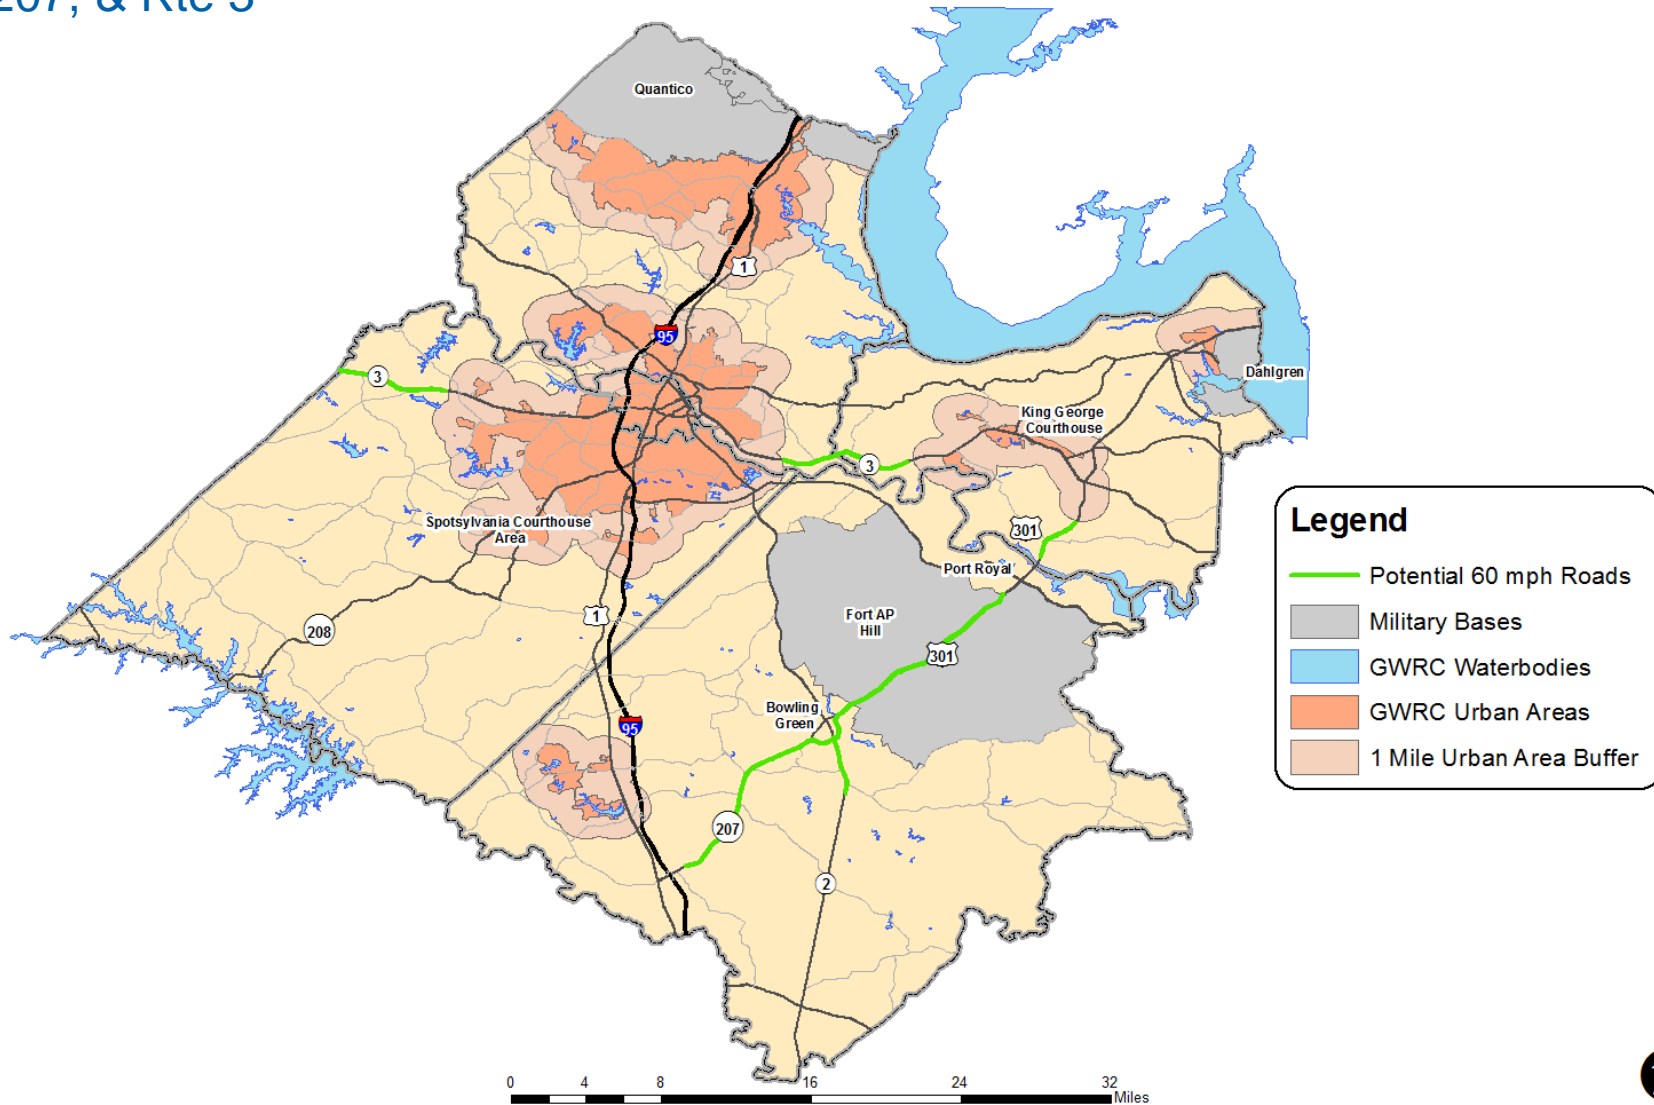 207, & Rte 3
Quantico
1
95
3
Dahlgren
King George
Courthouse
3
Spotsylvania Courthouse
Area
301
Port Royal
1
Fort AP
Hill
208
301
Bowling
Green
95
207
2
Legend
Potential 60 mph Roads
Military Bases
GWRC Waterbodies
GWRC Urban Areas
1 Mile Urban Area Buffer
0 4 8 16 24 32
Miles